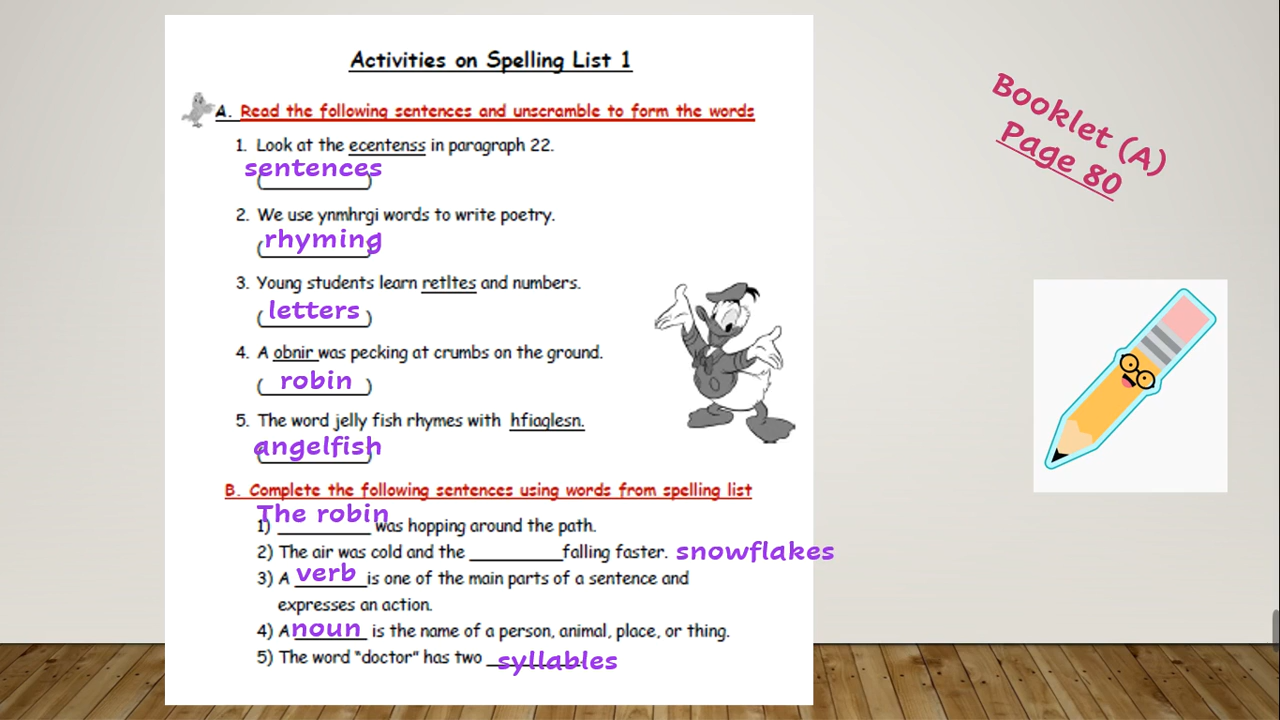 Activities on Spelling List 1
A. Read the following sentences and unscramble to form the words
1. Look at the ecentenss in paragraph 22.
(sentences)
2. We use ynmhrgi words to write poetry.
(rhyming)
3. Young students learn retltes and numbers.
(letters)
4. A obnir was pecking at crumbs on the ground.
(robin)
5. The word jelly fish rhymes with hfiaglesn.
(angelfish)
B. Complete the following sentences using words from spelling list
1) The robin was hopping around the path.
2) The air was cold and the __________falling faster. snowflakes
3) A verb is one of the main parts of a sentence and
expresses an action.
4) A noun is the name of a person, animal, place, or thing.
5) The word "doctor" has two syllables
Booklet (A)
Page 80